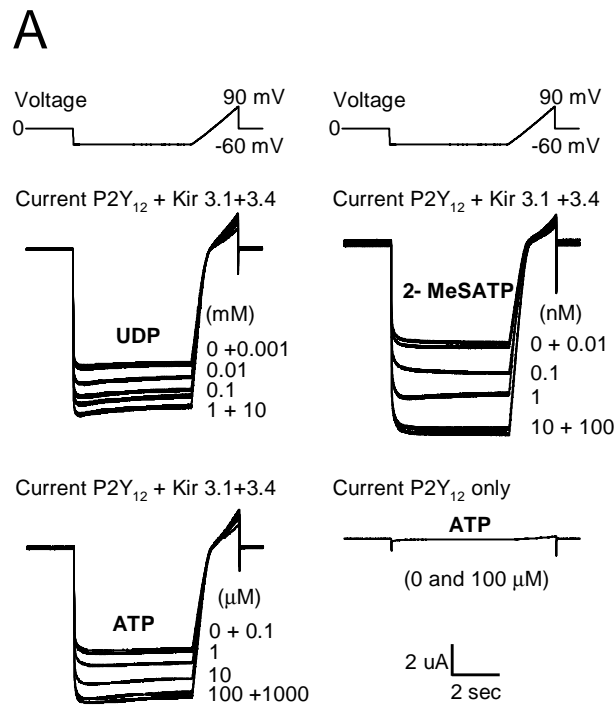 A
Voltage
90 mV
0
-60 mV
Current P2Y12 + Kir 3.1+3.4
UDP
(mM)
0 +0.001
0.01
0.1
1 + 10
Voltage
90 mV
0
-60 mV
Current P2Y12 + Kir 3.1 +3.4
2- MeSATP
(nM)
0 + 0.01
0.1
1
10 + 100
Current P2Y12 + Kir 3.1+3.4
ATP
(μM)
0 + 0.1
1
10
100 +1000
Current P2Y12 only
ATP
(0 and 100 μM)
2 uA
2 sec